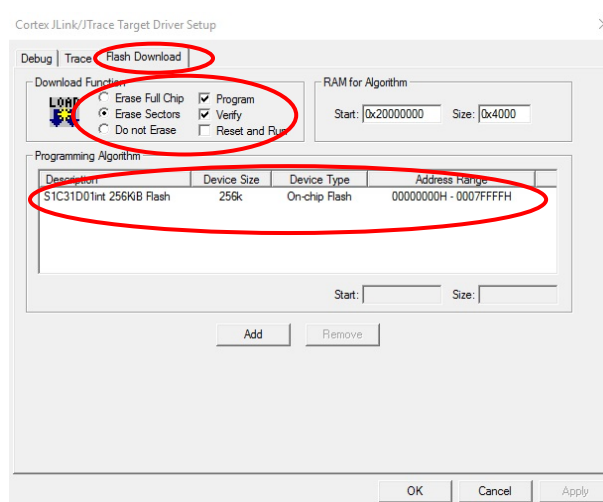 Cortex JLink/JTrace Target Driver Setup
Debug Trace Flash Download
Download Function
LOAD
Erase Full Chip
Erase Sectors
Do not Erase
Program
Verify
Reset and Run
RAM for Algorithm
Start: 0x20000000 Size: 0x4000
Programming Algorithm
Description Device Size Device Type Address Range
S1C31D01int 256KiB Flash 256k On-chip Flash 00000000H - 0007FFFFH
Start: Size:
Add Remove
OK Cancel Apply